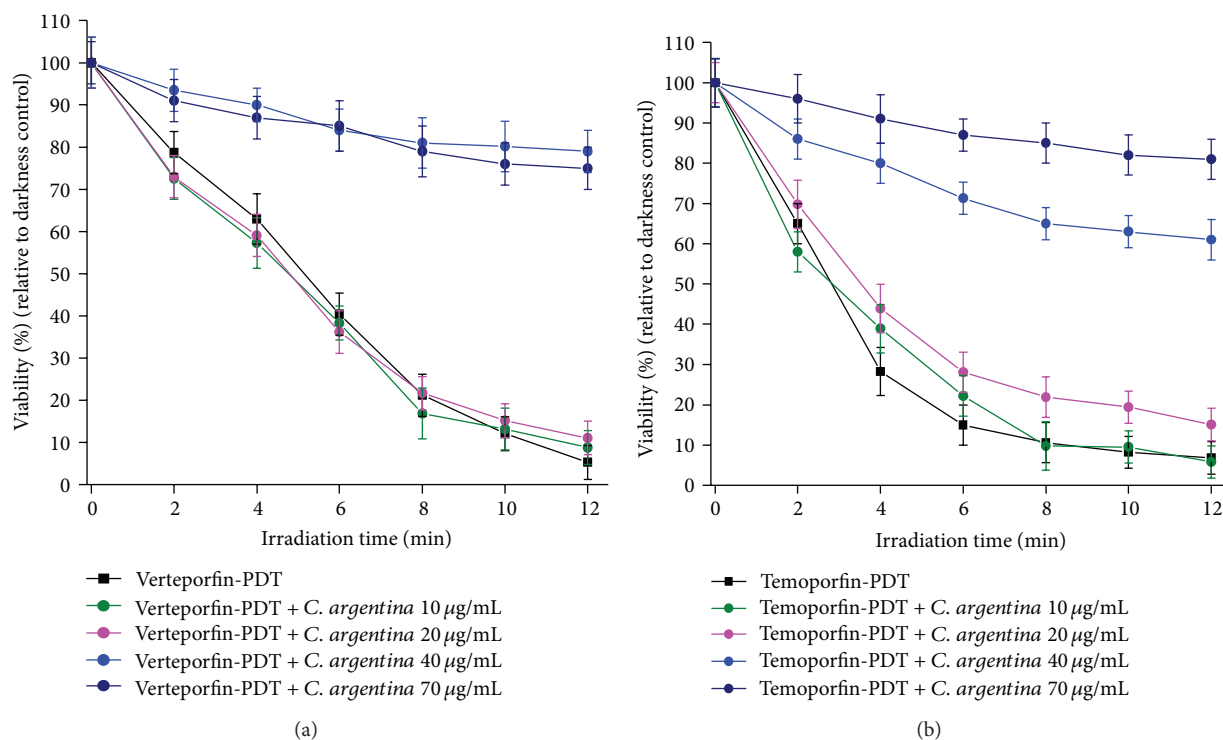 110
100
90
80
70
60
50
40
30
20
10
0
Viability (%) (relative to darkness control)
0 2 4 6 8 10 12
Irradiation time (min)
Verteporfin-PDT
Verteporfin-PDT + C. argentina 10 μg/mL
Verteporfin-PDT + C. argentina 20 μg/mL
Verteporfin-PDT + C. argentina 40 μg/mL
Verteporfin-PDT + C. argentina 70 μg/mL
(a)
110
100
90
80
70
60
50
40
30
20
10
0
Viability (%) (relative to darkness control)
0 2 4 6 8 10 12
Irradiation time (min)
Temoporfin-PDT
Temoporfin-PDT + C. argentina 10 μg/mL
Temoporfin-PDT + C. argentina 20 μg/mL
Temoporfin-PDT + C. argentina 40 μg/mL
Temoporfin-PDT + C. argentina 70 μg/mL
(b)